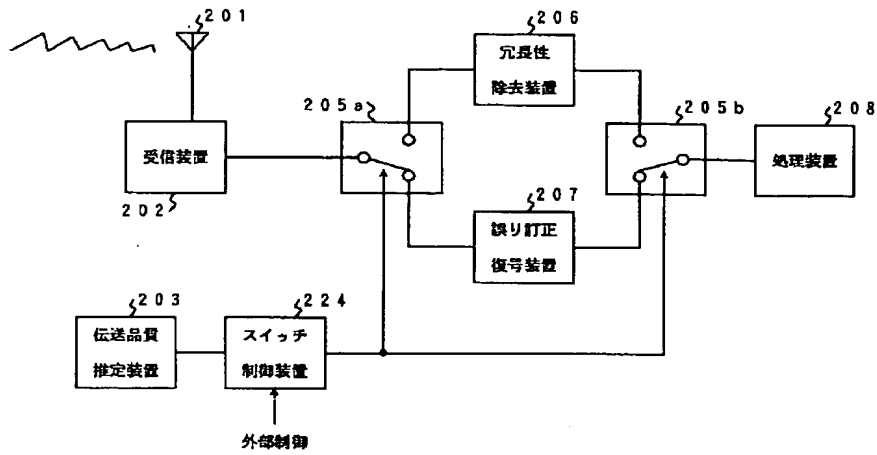 201
206
冗長性
除去装置
205a
205b
208
受信装置
処理装置
202
207
誤り訂正
復号装置
203
224
伝送品質
推定装置
スイッチ
制御装置
外部制御